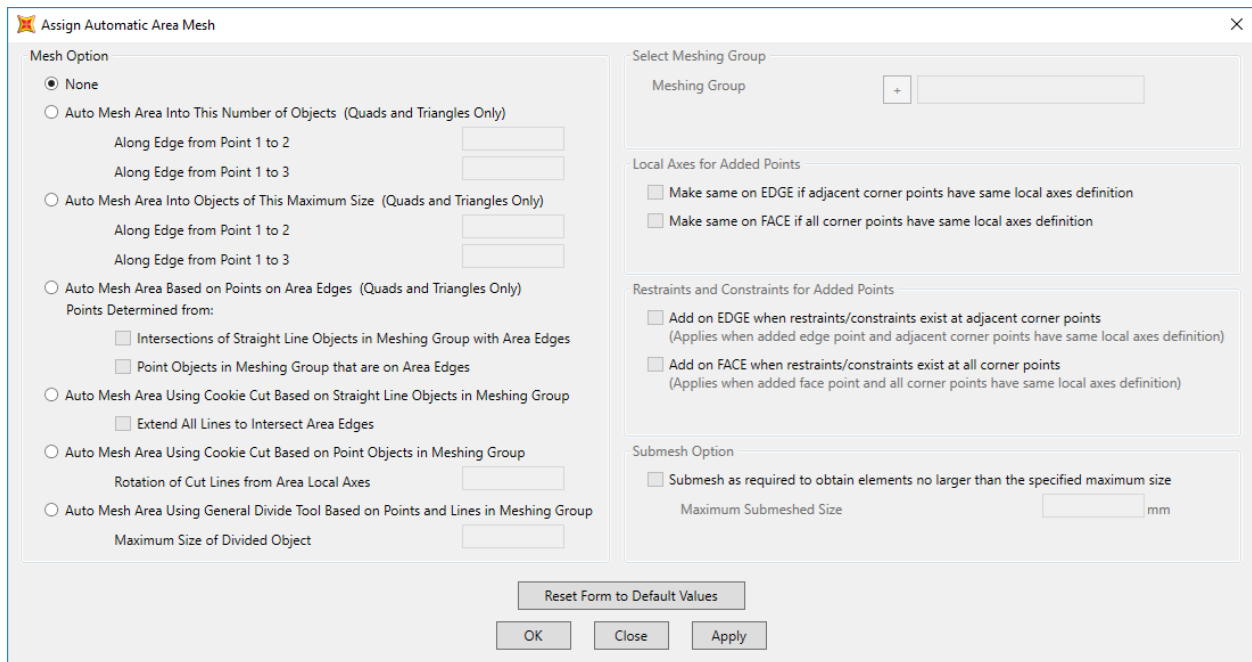 Assign Automatic Area Mesh
Mesh Option
None
Auto Mesh Area Into This Number of Objects (Quads and Triangles Only)
Along Edge from Point 1 to 2
Along Edge from Point 1 to 3
Auto Mesh Area Into Objects of This Maximum Size (Quads and Triangles Only)
Along Edge from Point 1 to 2
Along Edge from Point 1 to 3
Auto Mesh Area Based on Points on Area Edges (Quads and Triangles Only)
Points Determined from:
Intersections of Straight Line Objects in Meshing Group with Area Edges
Point Objects in Meshing Group that are on Area Edges
Auto Mesh Area Using Cookie Cut Based on Straight Line Objects in Meshing Group
Extend All Lines to Intersect Area Edges
Auto Mesh Area Using Cookie Cut Based on Point Objects in Meshing Group
Rotation of Cut Lines from Area Local Axes
Auto Mesh Area Using General Divide Tool Based on Points and Lines in Meshing Group
Maximum Size of Divided Object
Select Meshing Group
Meshing Group +
Local Axes for Added Points
Make same on EDGE if adjacent corner points have same local axes definition
Make same on FACE if all corner points have same local axes definition
Restraints and Constraints for Added Points
Add on EDGE when restraints/constraints exist at adjacent corner points
(Applies when added edge point and adjacent corner points have same local axes definition)
Add on FACE when restraints/constraints exist at all corner points
(Applies when added face point and all corner points have same local axes definition)
Submesh Option
Submesh as required to obtain elements no larger than the specified maximum size
Maximum Submeshed Size mm
Reset Form to Default Values
OK Close Apply